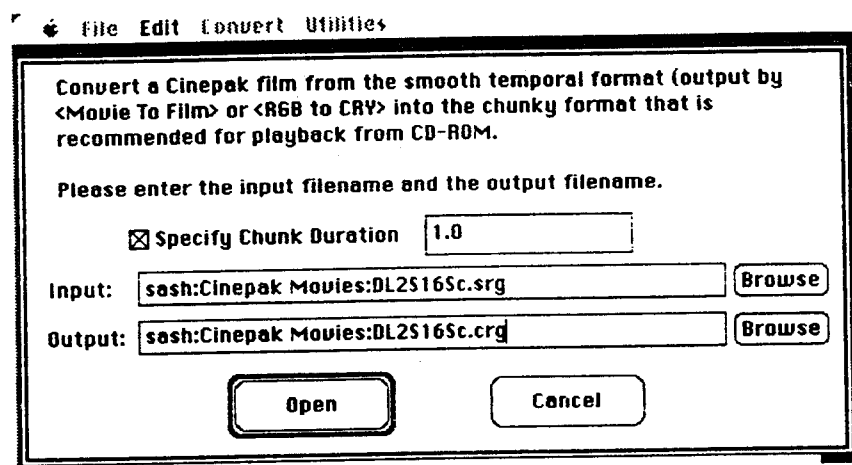 File Edit Convert Utilities
Convert a Cinepak film from the smooth temporal format (output by
<Movie To Film> or <RGB to CRY> into the chunky format that is
recommended for playback from CD-ROM.
Please enter the input filename and the output filename.
Specify Chunk Duration 1.0
Input: sash:Cinepak Movies:DL2S16Sc.srg Browse
Output: sash:Cinepak Movies:DL2S16Sc.crg Browse
Open Cancel